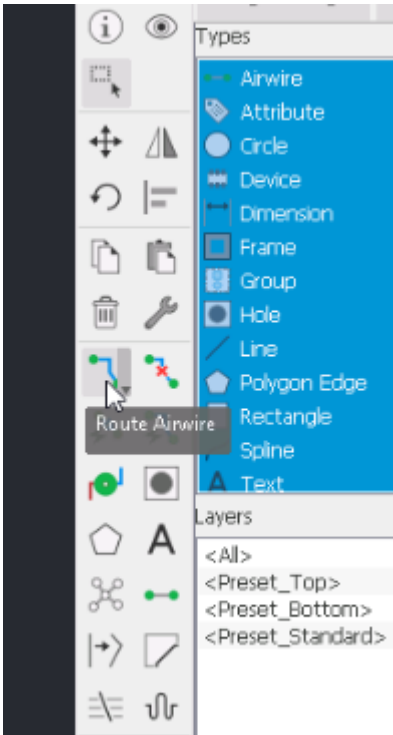 Types
Airwire
Attribute
Circle
Device
Dimension
Frame
Group
Hole
Line
Polygon Edge
Route Airwire
Rectangle
Spline
Text
Layers
<All>
<Preset_Top>
<Preset_Bottom>
<Preset_Standard>